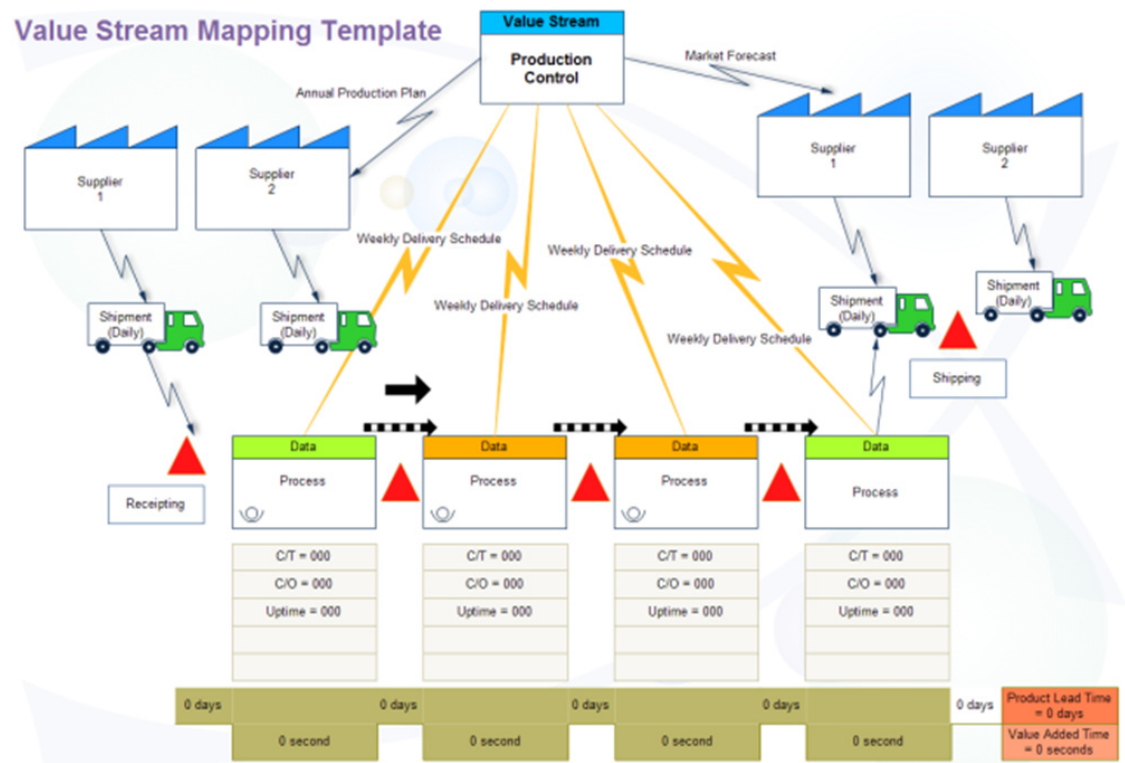 Value Stream Mapping Template
Value Stream
Production
Control
Market Forecast
Annual Production Plan
Supplier
1
Supplier
2
Supplier
1
Supplier
2
Weekly Delivery Schedule
Weekly Delivery Schedule
Weekly Delivery Schedule
Weekly Delivery Schedule
Shipment
(Daily)
Shipment
(Daily)
Shipment
(Daily)
Shipment
(Daily)
Shipping
Receipting
Data
Process
Data
Process
Data
Process
Data
Process
C/T = 000
C/O = 000
Uptime = 000
C/T = 000
C/O = 000
Uptime = 000
C/T = 000
C/O = 000
Uptime = 000
C/T = 000
C/O = 000
Uptime = 000
0 days
0 days
0 days
0 days
0 days
Product Lead Time
= 0 days
0 second
0 second
0 second
0 second
Value Added Time
= 0 seconds